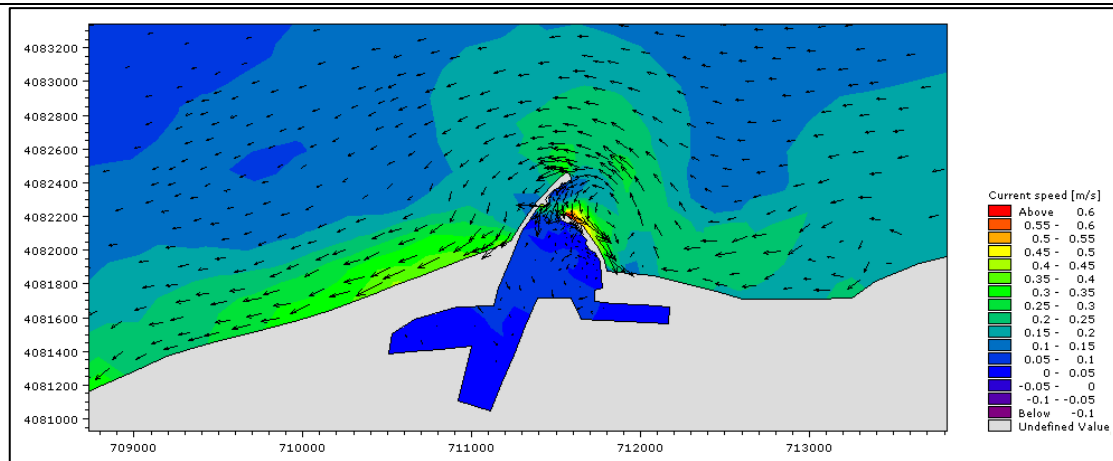 4083200
4083000
4082800
4082600
4082400
4082200
4082000
4081800
4081600
4081400
4081200
4081000
709000 710000 711000 712000 713000
Current speed [m/s]
Above 0.6
0.55 - 0.6
0.5 - 0.55
0.45 - 0.5
0.4 - 0.45
0.35 - 0.4
0.3 - 0.35
0.25 - 0.3
0.2 - 0.25
0.15 - 0.2
0.1 - 0.15
0.05 - 0.1
0 - 0.05
-0.05 - 0
-0.1 - -0.05
Below -0.1
Undefined Value